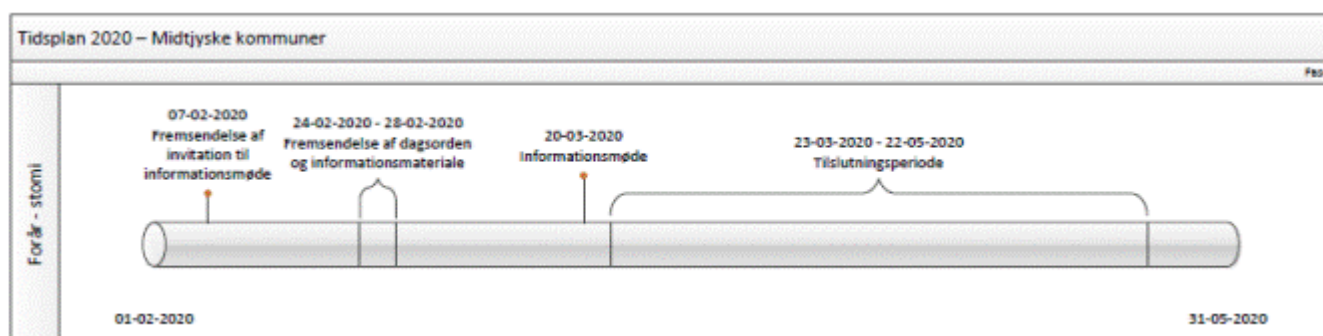 Tidsplan 2020 – Midtjyske kommuner
Fas
Forår - stomi
07-02-2020
Fremsendelse af
invitation til
informationsmøde
24-02-2020 - 28-02-2020
Fremsendelse af dagsorden
og informationsmateriale
20-03-2020
Informationsmøde
23-03-2020 - 22-05-2020
Tilslutningsperiode
01-02-2020
31-05-2020